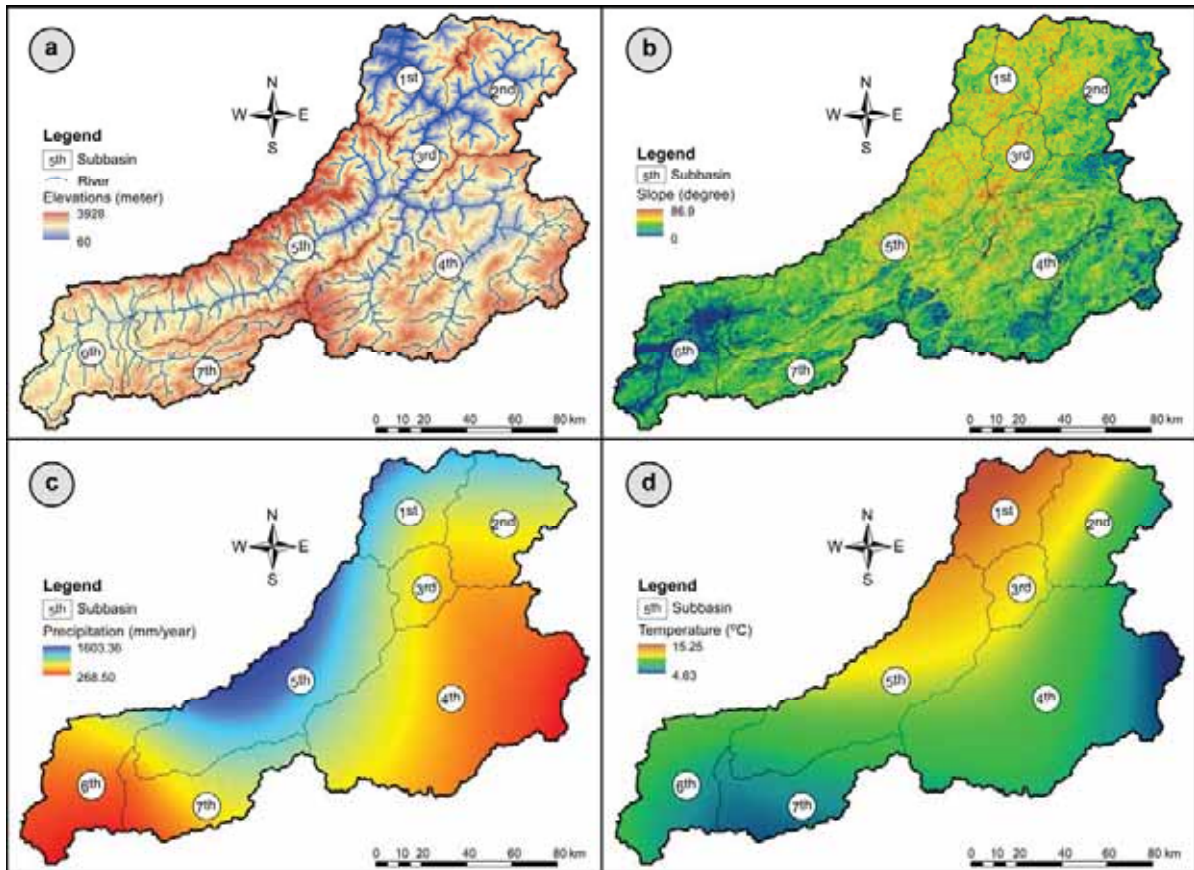 a
1st
2nd
N
W E
S
3rd
Legend
5th Subbasin
River
Elevations (meter)
3928
60
5th
4th
6th
7th
0 10 20 40 60 80 km
b
1st
2nd
N
W E
S
3rd
Legend
5th Subbasin
Slope (degree)
86.9
0
5th
4th
6th
7th
0 10 20 40 60 80 km
c
1st
2nd
N
W E
S
3rd
Legend
5th Subbasin
Precipitation (mm/year)
1603.36
268.50
5th
4th
6th
7th
0 10 20 40 60 80 km
d
1st
2nd
N
W E
S
3rd
Legend
5th Subbasin
Temperature (ºC)
15.25
4.63
5th
4th
6th
7th
0 10 20 40 60 80 km